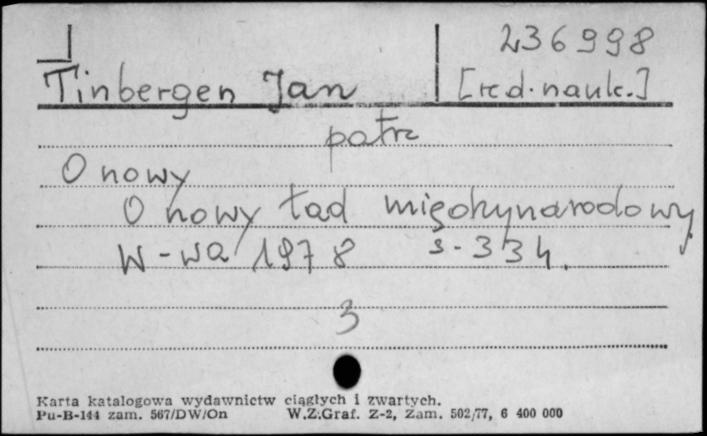 236998
Tinbergen Jan [red. nauk.]
patrz
O nowy
O nowy ład międzynarodowy.
W-wa 1978 s. 334.
3
Karta katalogowa wydawnictw ciągłych i zwartych.
Pu-B-144 zam. 567/DW/On W.Z.Graf. Z-2, Zam. 502/77, 6 400 000